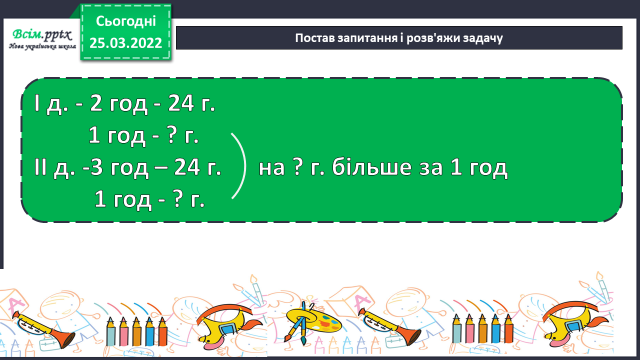 Всім.pptx
Нова українська школа
Сьогодні
25.03.2022
Постав запитання і розв'яжи задачу
І д. - 2 год - 24 г.
1 год - ? г.
ІІ д. -3 год – 24 г. на ? г. більше за 1 год
1 год - ? г.